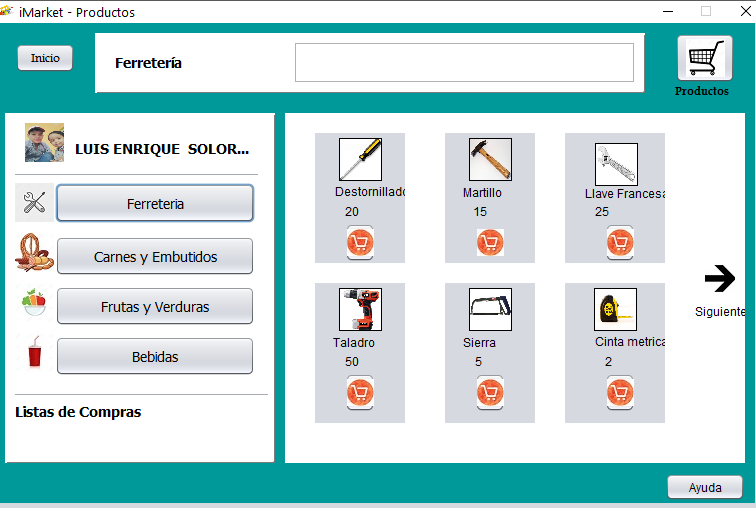 iMarket - Productos
Inicio
Ferretería
Productos
LUIS ENRIQUE SOLOR...
Ferreteria
Carnes y Embutidos
Frutas y Verduras
Bebidas
Listas de Compras
Destornillado
20
Martillo
15
Llave Francesa
25
Taladro
50
Sierra
5
Cinta metrica
2
Siguiente
Ayuda